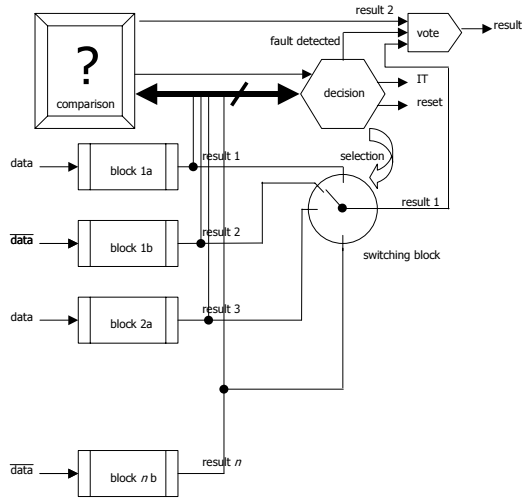 result 2
vote
result
fault detected
?
comparison
decision
IT
reset
data
block 1a
result 1
selection
data
block 1b
result 2
result 1
switching block
data
block 2a
result 3
data
block n b
result n